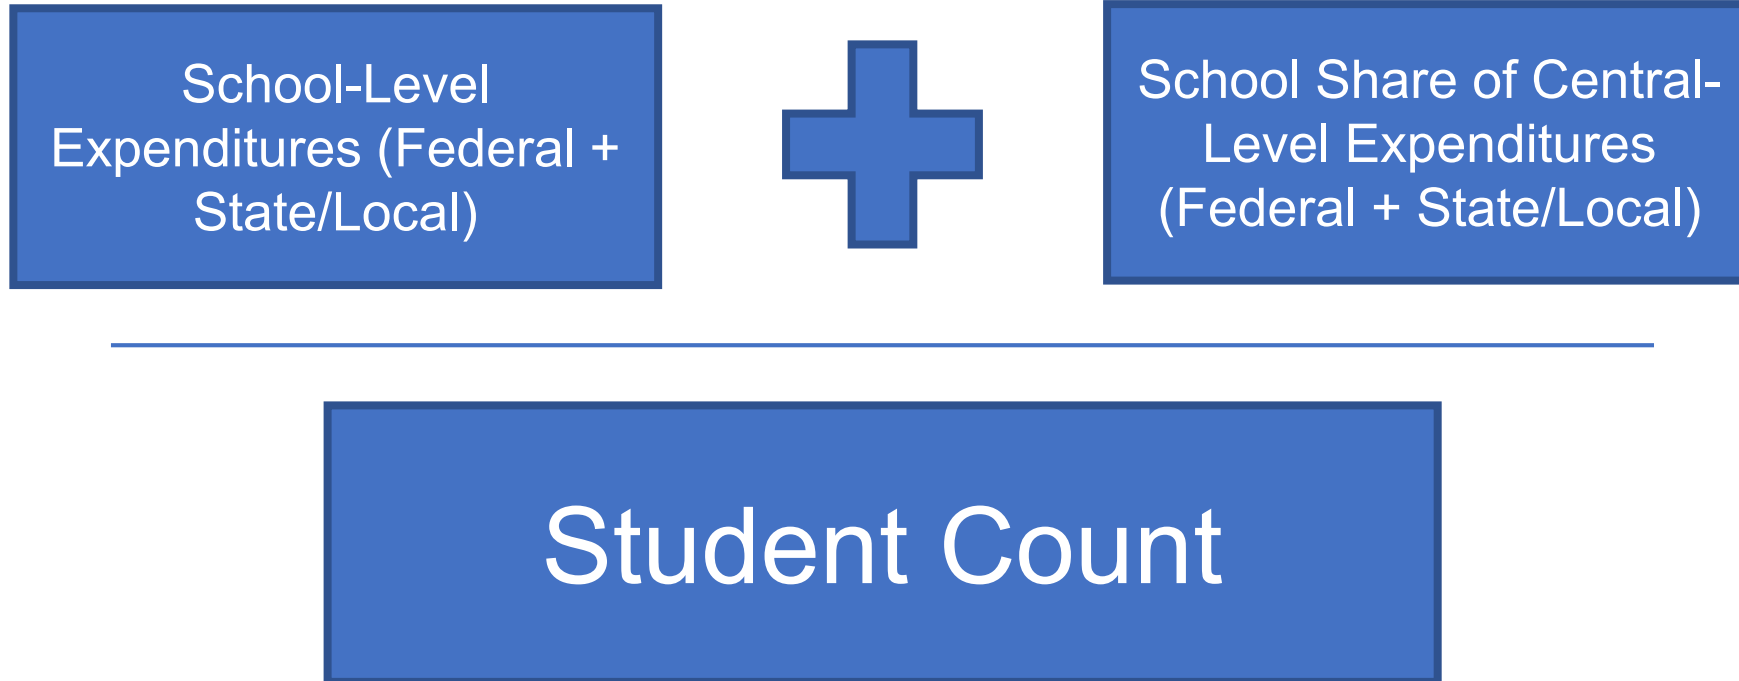 School-Level
Expenditures (Federal +
State/Local)
School Share of Central-
Level Expenditures
(Federal + State/Local)
Student Count